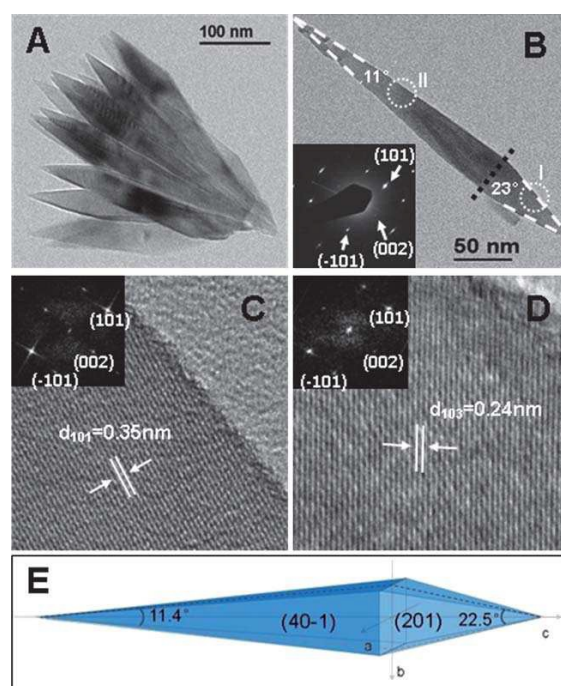 A
100 nm
B
11°
II
(101)
23°
I
(002)
(-101)
50 nm
C
(101)
(002)
(-101)
d101=0.35nm
D
(101)
(002)
(-101)
d103=0.24nm
E
11.4°
(40-1)
(201)
22.5°
a
b
c